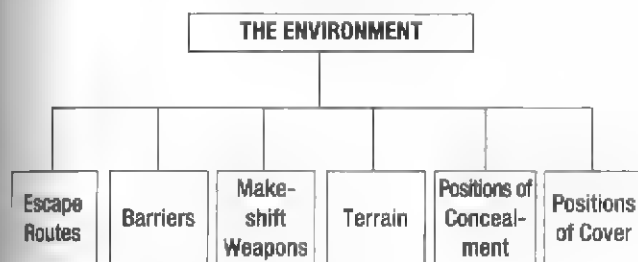 THE ENVIRONMENT
Escape
Routes
Barriers
Make-
shift
Weapons
Terrain
Positions of
Conceal-
ment
Positions
of Cover